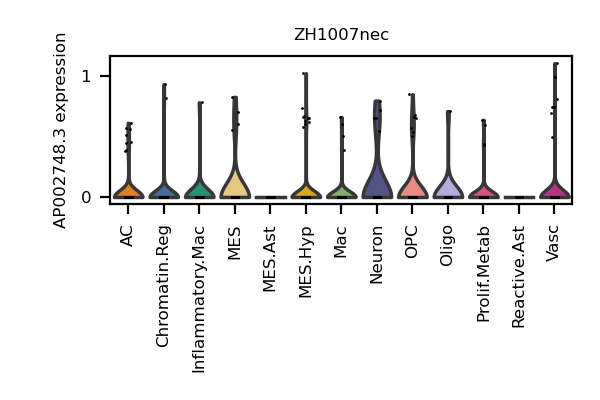 ZH1007nec
AP002748.3 expression
1
0
AC
Chromatin.Reg
Inflammatory.Mac
MES
MES.Ast
MES.Hyp
Mac
Neuron
OPC
Oligo
Prolif.Metab
Reactive.Ast
Vasc